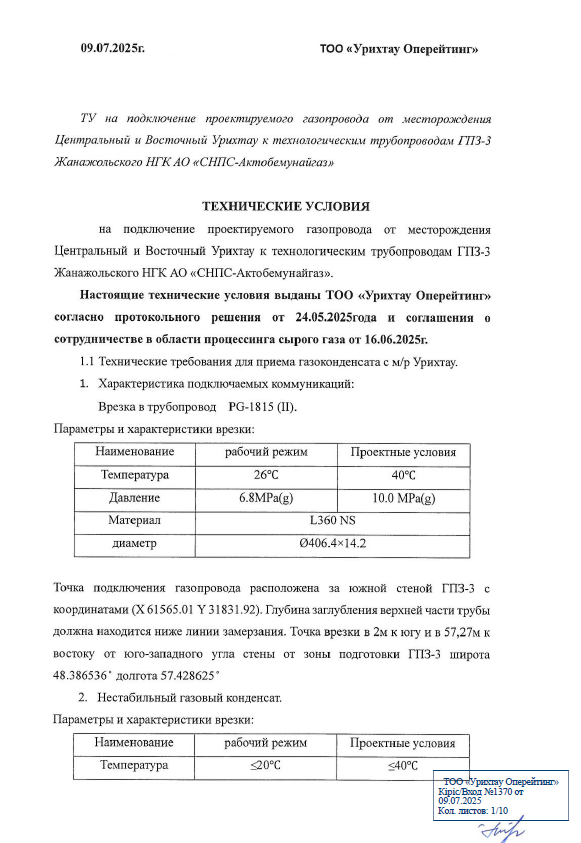 09.07.2025г. ТОО «Урихтау Оперейтинг»
ТУ на подключение проектируемого газопровода от месторождения
Центральный и Восточный Урихтау к технологическим трубопроводам ГПЗ-3
Жанажольского НГК АО «СНПС-Актобемунайгаз»
ТЕХНИЧЕСКИЕ УСЛОВИЯ
на подключение проектируемого газопровода от месторождения
Центральный и Восточный Урихтау к технологическим трубопроводам ГПЗ-3
Жанажольского НГК АО «СНПС-Актобемунайгаз».
Настоящие технические условия выданы ТОО «Урихтау Оперейтинг»
согласно протокольного решения от 24.05.2025года и соглашения о
сотрудничестве в области процессинга сырого газа от 16.06.2025г.
1.1 Технические требования для приема газоконденсата с м/р Урихтау.
1. Характеристика подключаемых коммуникаций:
Врезка в трубопровод PG-1815 (II).
Параметры и характеристики врезки:
Наименование рабочий режим Проектные условия
Температура 26℃ 40℃
Давление 6.8MPa(g) 10.0 MPa(g)
Материал L360 NS
диаметр Ø406.4×14.2
Точка подключения газопровода расположена за южной стеной ГПЗ-3 с
координатами (X 61565.01 Y 31831.92). Глубина заглубления верхней части трубы
должна находится ниже линии замерзания. Точка врезки в 2м к югу и в 57,27м к
востоку от юго-западного угла стены от зоны подготовки ГПЗ-3 широта
48.386536˚ долгота 57.428625˚
2. Нестабильный газовый конденсат.
Параметры и характеристики врезки:
Наименование рабочий режим Проектные условия
Температура ≤20℃ ≤40℃
ТОО «Урихтау Оперейтинг»
Кіріс/Вход №1370 от
09.07.2025
Кол. листов: 1/10